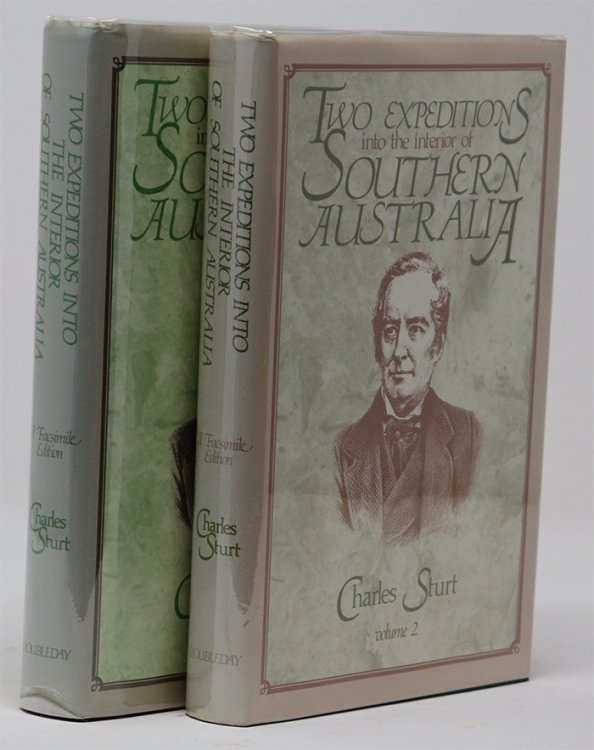 TWO EXPEDITIONS INTO
THE INTERIOR
OF SOUTHERN AUSTRALIA
Facsimile
Edition
Charles
Sturt
DOUBLEDAY
TWO EXPEDITIONS INTO
THE INTERIOR
OF SOUTHERN AUSTRALIA
Facsimile
Edition
Charles
Sturt
DOUBLEDAY
TWO EXPEDITIONS
into the interior of
SOUTHERN
AUSTRALIA
Charles Sturt
volume 2